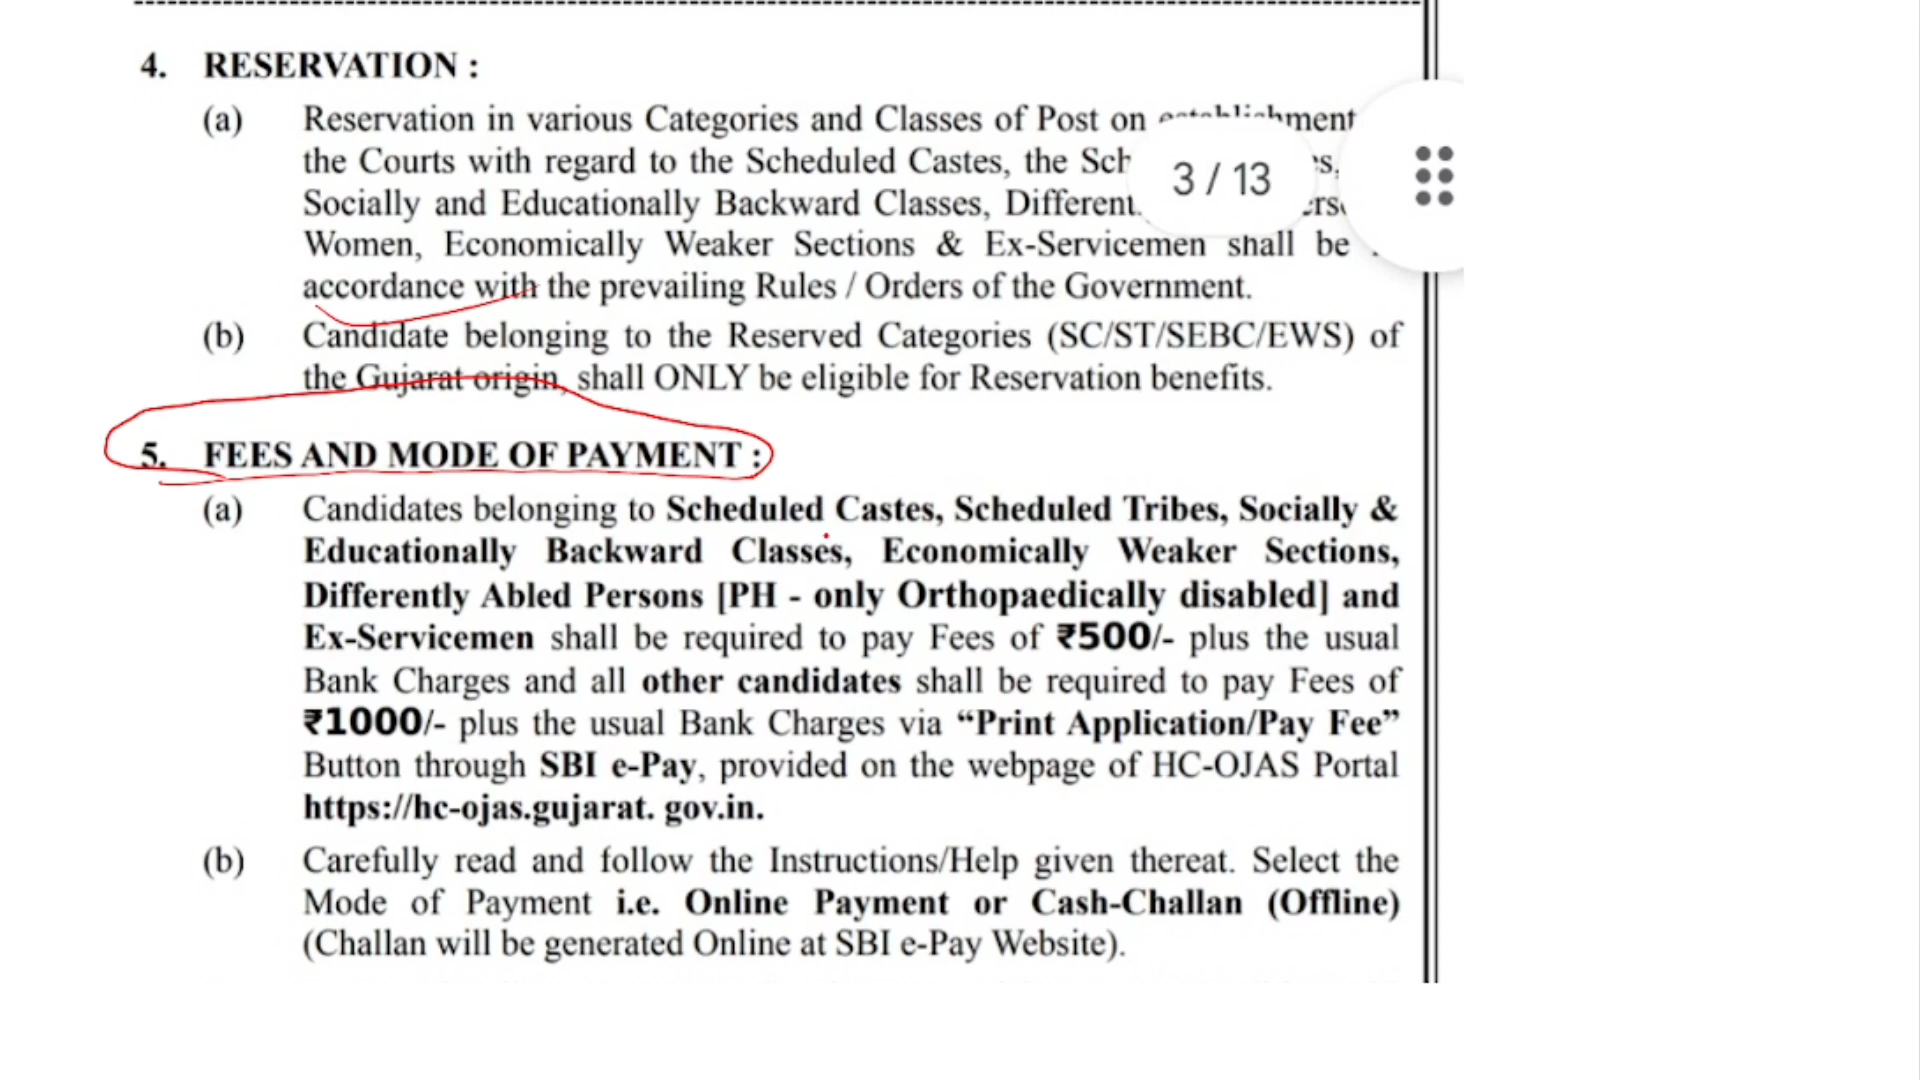 4. RESERVATION :
(a) Reservation in various Categories and Classes of Post on
the Courts with regard to the Scheduled Castes, the
Socially and Educationally Backward Classes,
Women, Economically Weaker Sections & Ex-Servicemen shall be
accordance with the prevailing Rules / Orders of the Government.
3 / 13
(b) Candidate belonging to the Reserved Categories (SC/ST/SEBC/EWS) of
the Gujarat origin, shall ONLY be eligible for Reservation benefits.
5. FEES AND MODE OF PAYMENT :
(a) Candidates belonging to Scheduled Castes, Scheduled Tribes, Socially &
Educationally Backward Classes, Economically Weaker Sections,
Differently Abled Persons [PH - only Orthopaedically disabled] and
Ex-Servicemen shall be required to pay Fees of ₹500/- plus the usual
Bank Charges and all other candidates shall be required to pay Fees of
₹1000/- plus the usual Bank Charges via “Print Application/Pay Fee”
Button through SBI e-Pay, provided on the webpage of HC-OJAS Portal
https://hc-ojas.gujarat. gov.in.
(b) Carefully read and follow the Instructions/Help given thereat. Select the
Mode of Payment i.e. Online Payment or Cash-Challan (Offline)
(Challan will be generated Online at SBI e-Pay Website).